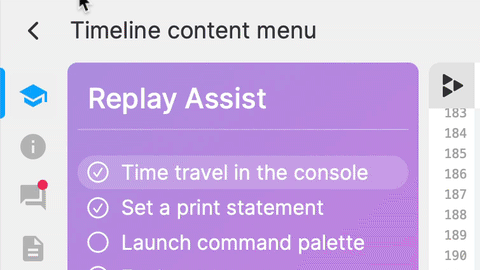 Timeline content menu
Replay Assist
Time travel in the console
Set a print statement
Launch command palette
183
184
185
186
187
188
189
190